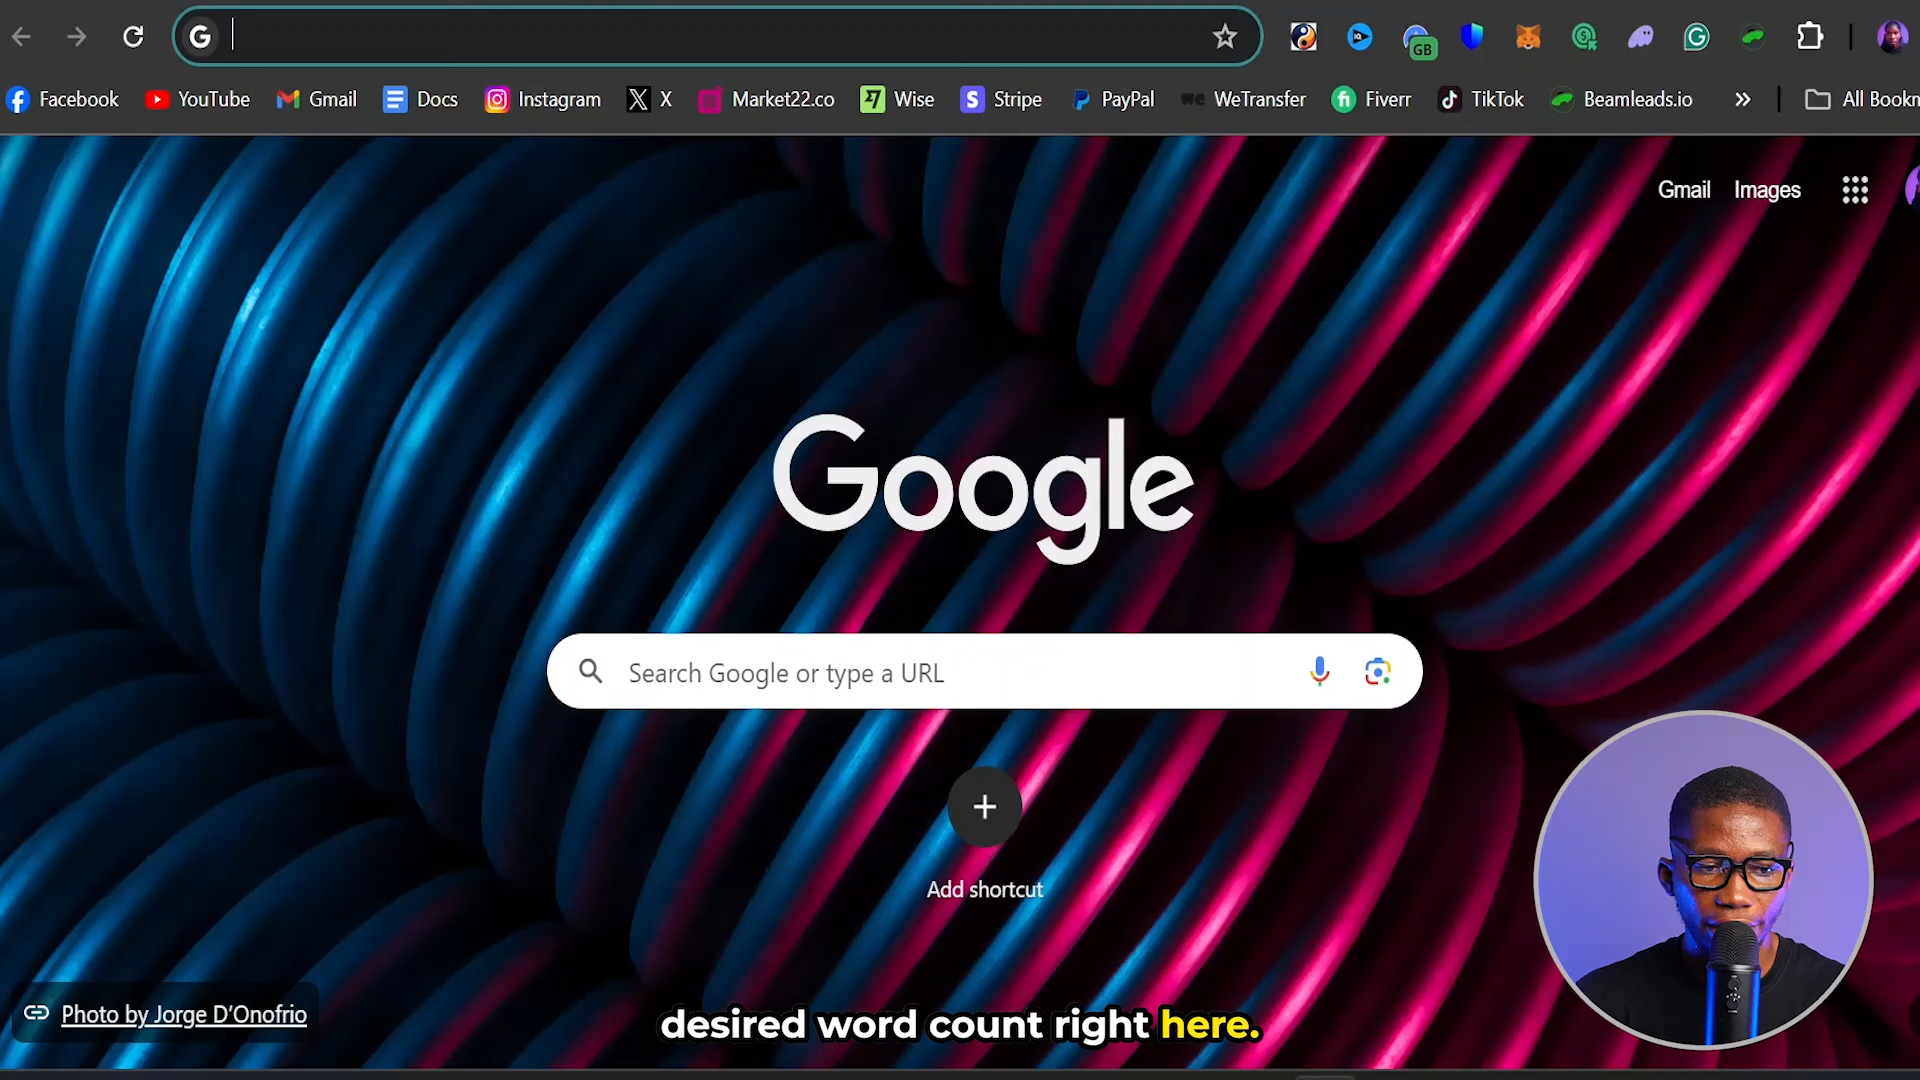 GB
Facebook
YouTube
Gmail
Docs
Instagram
X
Market22.co
Wise
Stripe
PayPal
WeTransfer
Fiverr
TikTok
Beamleads.io
All Bookm
Gmail
Images
Google
Search Google or type a URL
Add shortcut
Photo by Jorge D'Onofrio
desired word count right here.